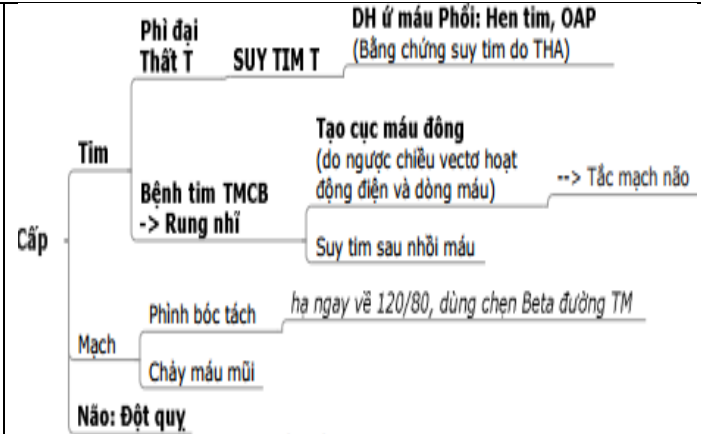 Phì đại
Thất T
SUY TIM T
DH ứ máu Phổi: Hen tim, OAP
(Bằng chứng suy tim do THA)
Tim
Bệnh tim TMCB
-> Rung nhĩ
Tạo cục máu đông
(do ngược chiều vectơ hoạt
động điện và dòng máu)
--> Tắc mạch não
Suy tim sau nhồi máu
Cấp
Mạch
Phình bóc tách
hạ ngay về 120/80, dùng chẹn Beta đường TM
Chảy máu mũi
Não: Đột quỵ